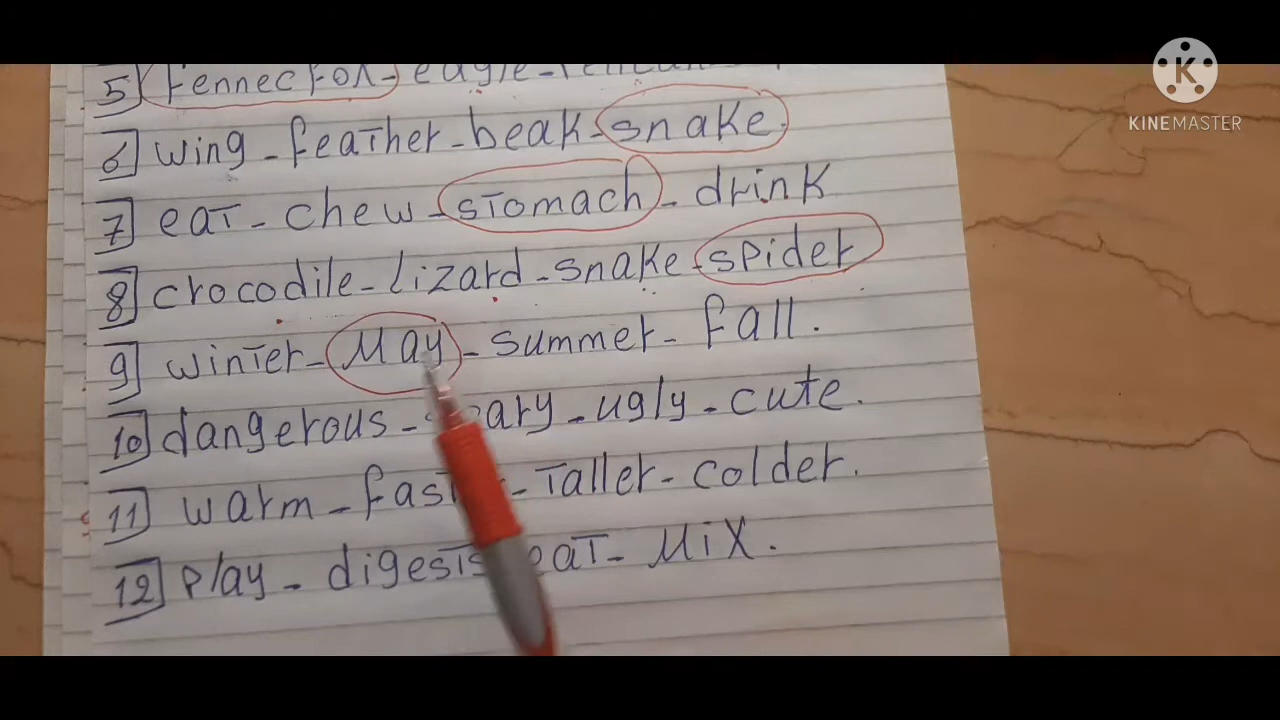 5 Fennec fox - eagle -
6 wing - feather - beak - snake.
7 eat - chew - stomach - drink
8 crocodile - lizard - snake - spider
9 winter - May - summer - fall.
10 dangerous - - ugly - cute.
11 warm - - Taller - colder.
12 play - digest - eat - Mix.
KINEMASTER